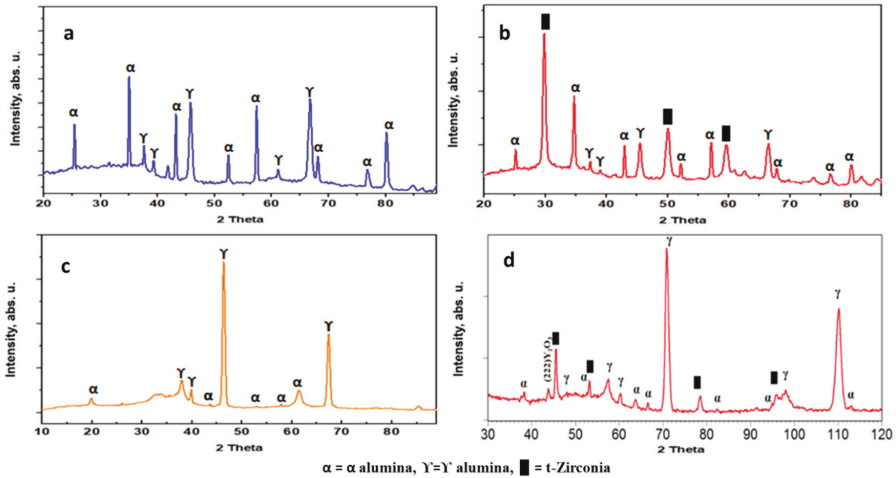 a
Intensity, abs. u.
α α ϒ ϒ α ϒ α α ϒ ϒ α α α
20 30 40 50 60 70 80
2 Theta
b
Intensity, abs. u.
α α ϒ ϒ α ϒ α α ϒ α α α
20 30 40 50 60 70 80
2 Theta
c
Intensity, abs. u.
α ϒ ϒ α ϒ α α α ϒ
10 20 30 40 50 60 70 80
2 Theta
d
Intensity, abs. u.
α (222)Y₂O₃ γ α γ γ α α γ α α γ γ α
30 40 50 60 70 80 90 100 110 120
2 Theta
α = α alumina, ϒ=ϒ alumina, ■ = t-Zirconia